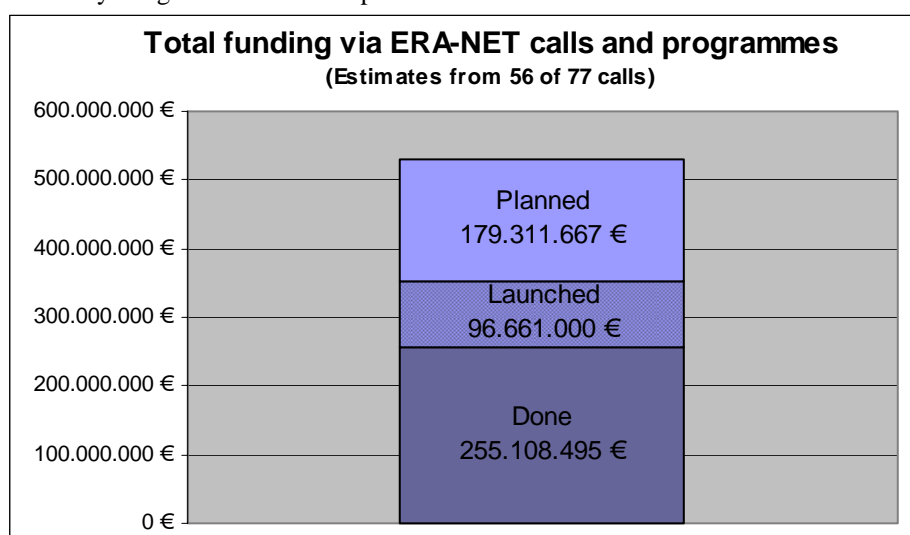 Total funding via ERA-NET calls and programmes
(Estimates from 56 of 77 calls)
600.000.000 €
500.000.000 €
400.000.000 €
300.000.000 €
200.000.000 €
100.000.000 €
0 €
Planned
179.311.667 €
Launched
96.661.000 €
Done
255.108.495 €